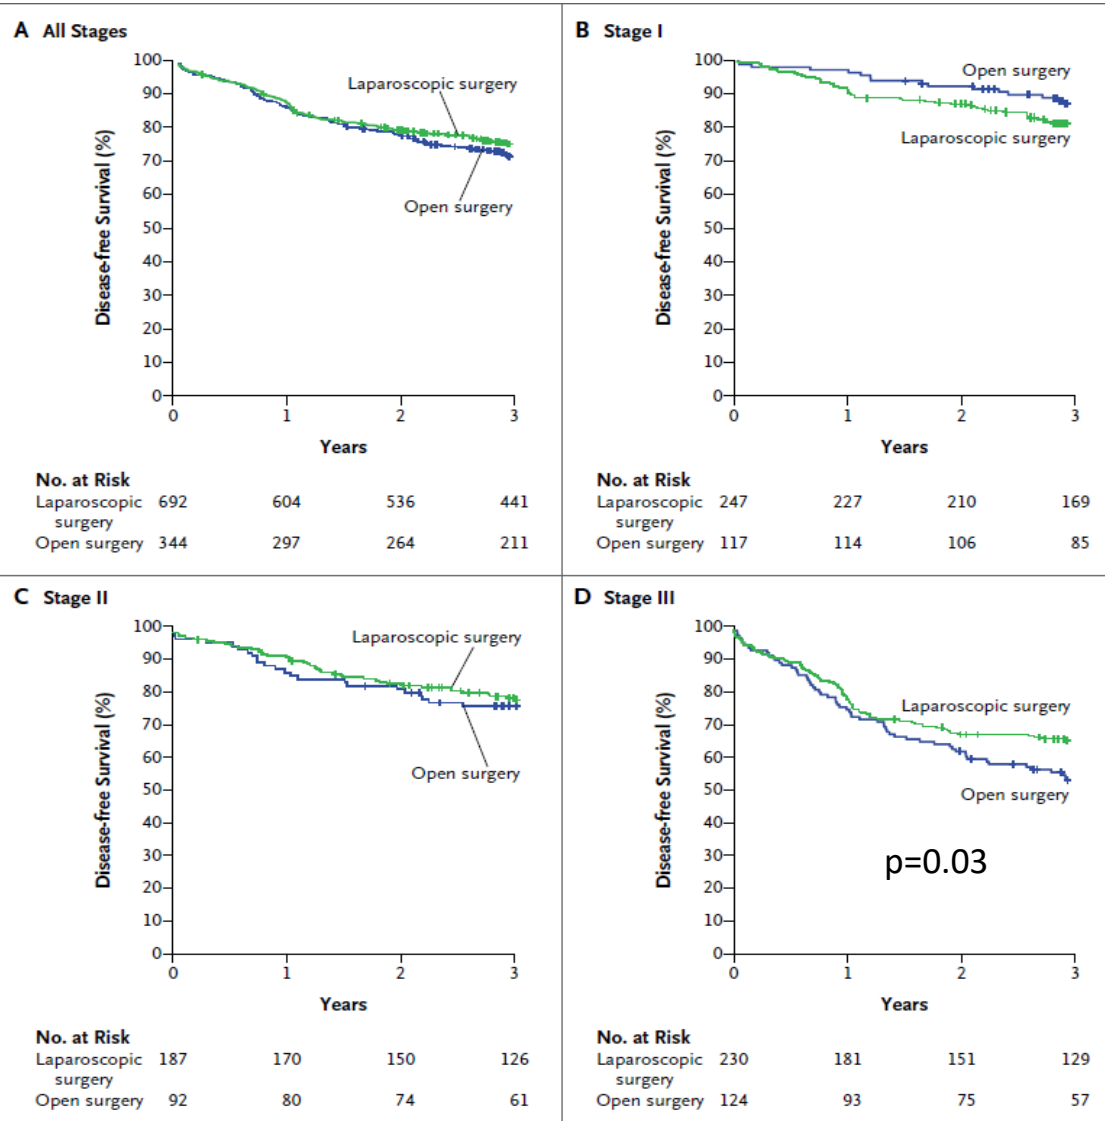 A All Stages
100
90
80
70
60
50
40
30
20
10
0
Disease-free Survival (%)
Laparoscopic surgery
Open surgery
0 1 2 3
Years
No. at Risk
Laparoscopic 692 604 536 441
surgery
Open surgery 344 297 264 211
B Stage I
100
90
80
70
60
50
40
30
20
10
0
Disease-free Survival (%)
Open surgery
Laparoscopic surgery
0 1 2 3
Years
No. at Risk
Laparoscopic 247 227 210 169
surgery
Open surgery 117 114 106 85
C Stage II
100
90
80
70
60
50
40
30
20
10
0
Disease-free Survival (%)
Laparoscopic surgery
Open surgery
0 1 2 3
Years
No. at Risk
Laparoscopic 187 170 150 126
surgery
Open surgery 92 80 74 61
D Stage III
100
90
80
70
60
50
40
30
20
10
0
Disease-free Survival (%)
Laparoscopic surgery
Open surgery
p=0.03
0 1 2 3
Years
No. at Risk
Laparoscopic 230 181 151 129
surgery
Open surgery 124 93 75 57